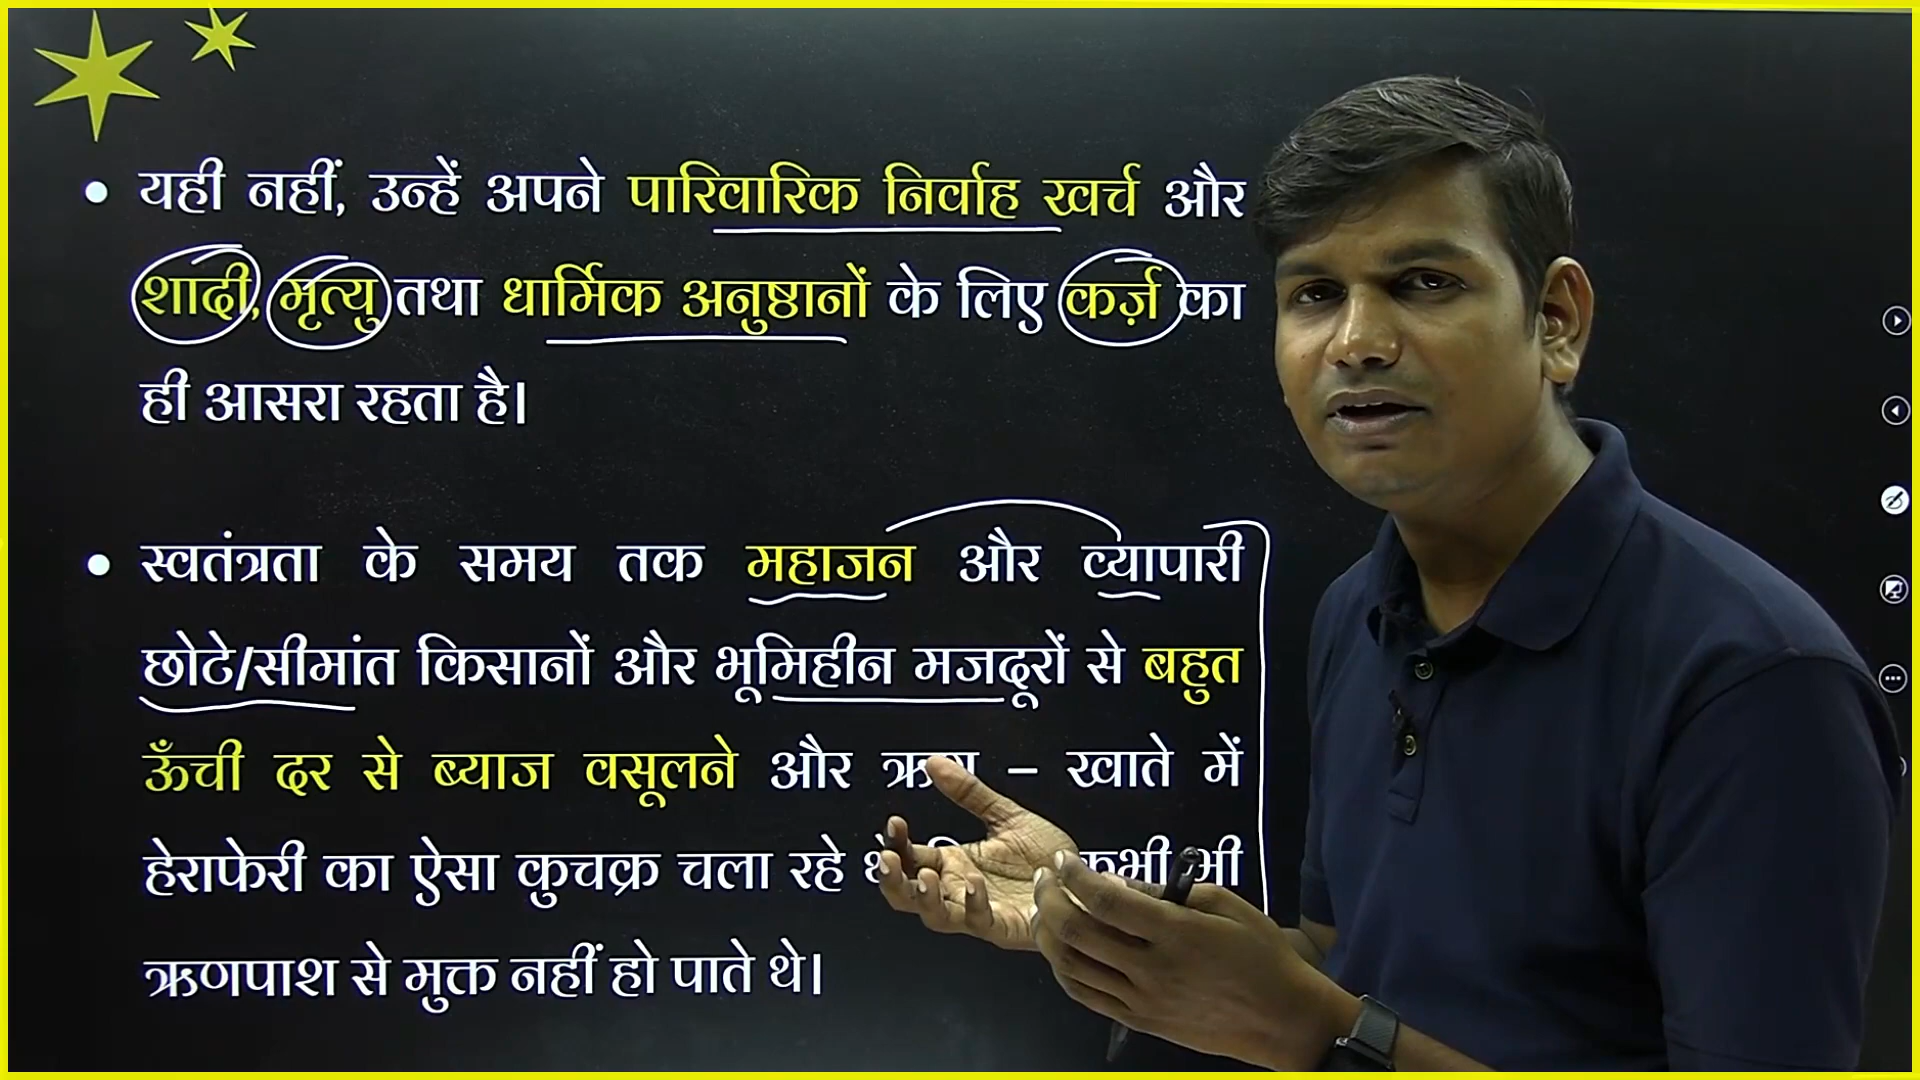 यही नहीं, उन्हें अपने पारिवारिक निर्वाह खर्च और
शादी, मृत्यु तथा धार्मिक अनुष्ठानों के लिए कर्ज़ का
ही आसरा रहता है।
स्वतंत्रता के समय तक महाजन और व्यापारी
छोटे/सीमांत किसानों और भूमिहीन मजदूरों से बहुत
ऊँची दर से ब्याज वसूलने और – खाते में
हेराफेरी का ऐसा कुचक्र चला रहे भी
ऋणपाश से मुक्त नहीं हो पाते थे।